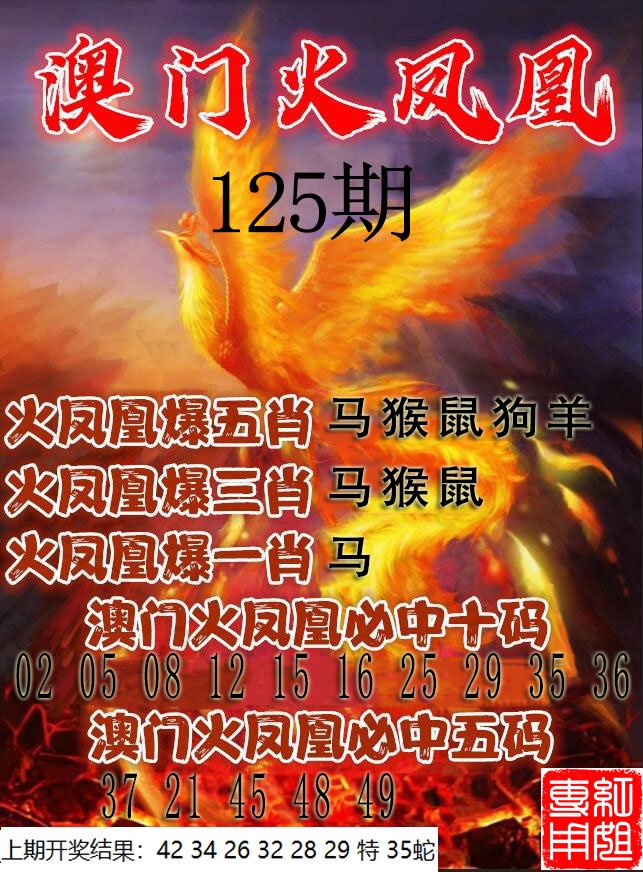 澳门火凤凰
125期
火凤凰爆五肖 马猴鼠狗羊
火凤凰爆三肖 马猴鼠
火凤凰爆一肖 马
澳门火凤凰必中十码
02 05 08 12 15 16 25 29 35 36
澳门火凤凰必中五码
37 21 45 48 49
上期开奖结果：42 34 26 32 28 29 特 35蛇
红姐专用